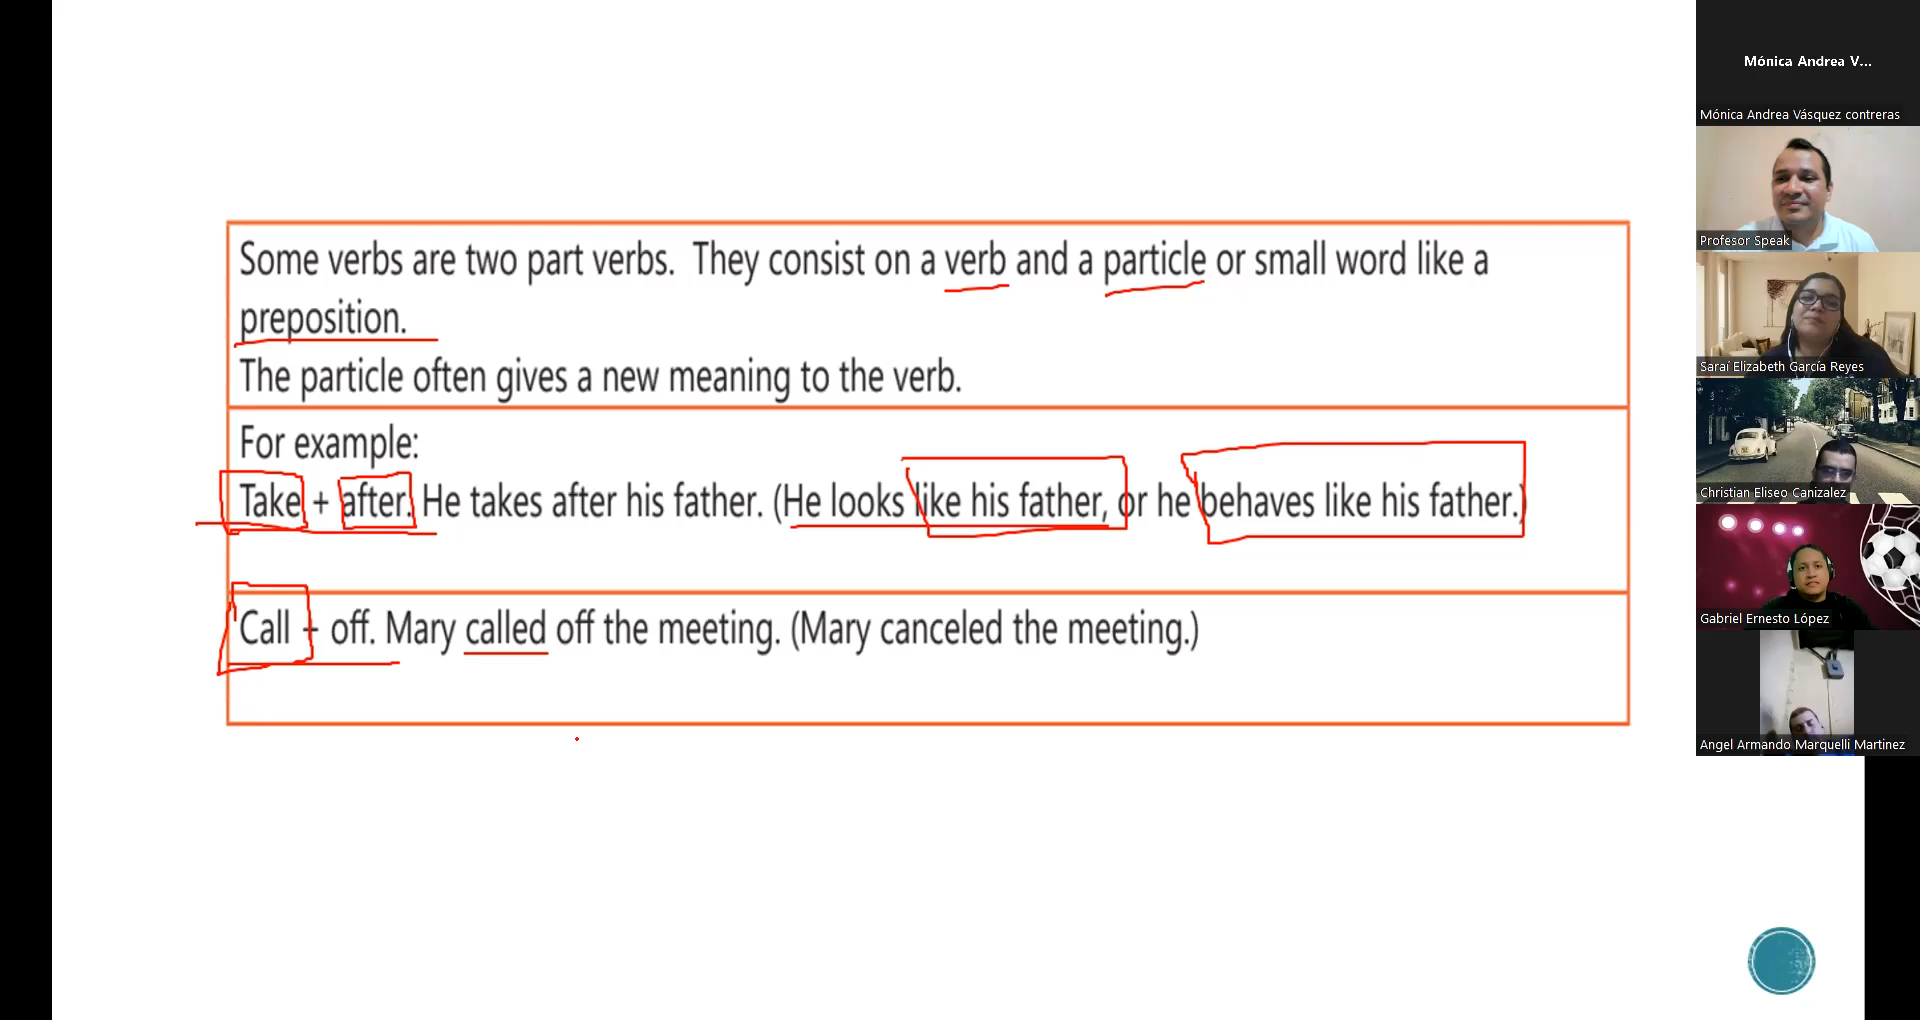 Some verbs are two part verbs. They consist on a verb and a particle or small word like a
preposition.
The particle often gives a new meaning to the verb.
For example:
Take + after. He takes after his father. (He looks like his father, or he behaves like his father.)
Call + off. Mary called off the meeting. (Mary canceled the meeting.)
Mónica Andrea V...
Mónica Andrea Vásquez contreras
Profesor Speak
Saraí Elizabeth García Reyes
Christian Eliseo Canizalez
Gabriel Ernesto López
Angel Armando Marquelli Martinez